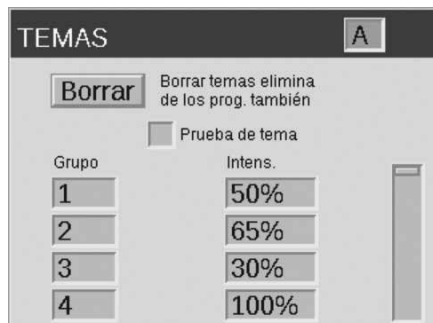 TEMAS A
Borrar Borrar temas elimina
de los prog. también
Prueba de tema
Grupo Intens.
1 50%
2 65%
3 30%
4 100%